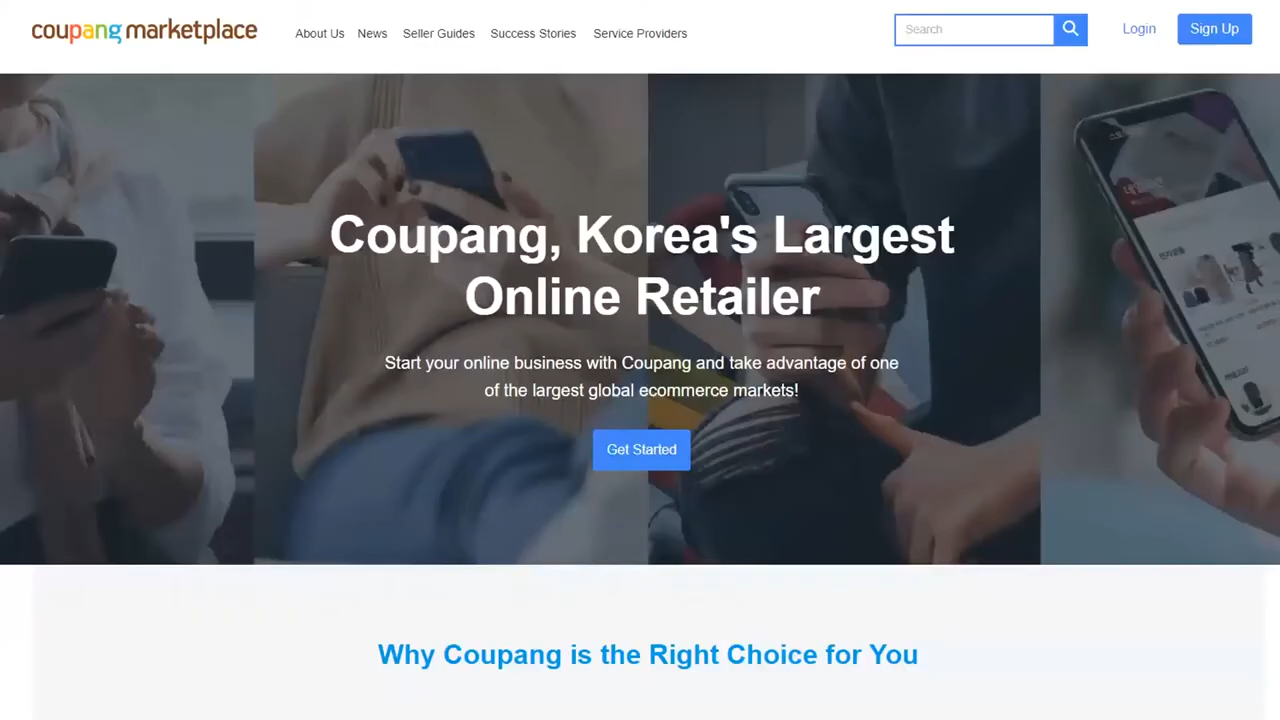 coupang marketplace
About Us News Seller Guides Success Stories Service Providers
Search
Login
Sign Up
Coupang, Korea's Largest
Online Retailer
Start your online business with Coupang and take advantage of one
of the largest global ecommerce markets!
Get Started
Why Coupang is the Right Choice for You